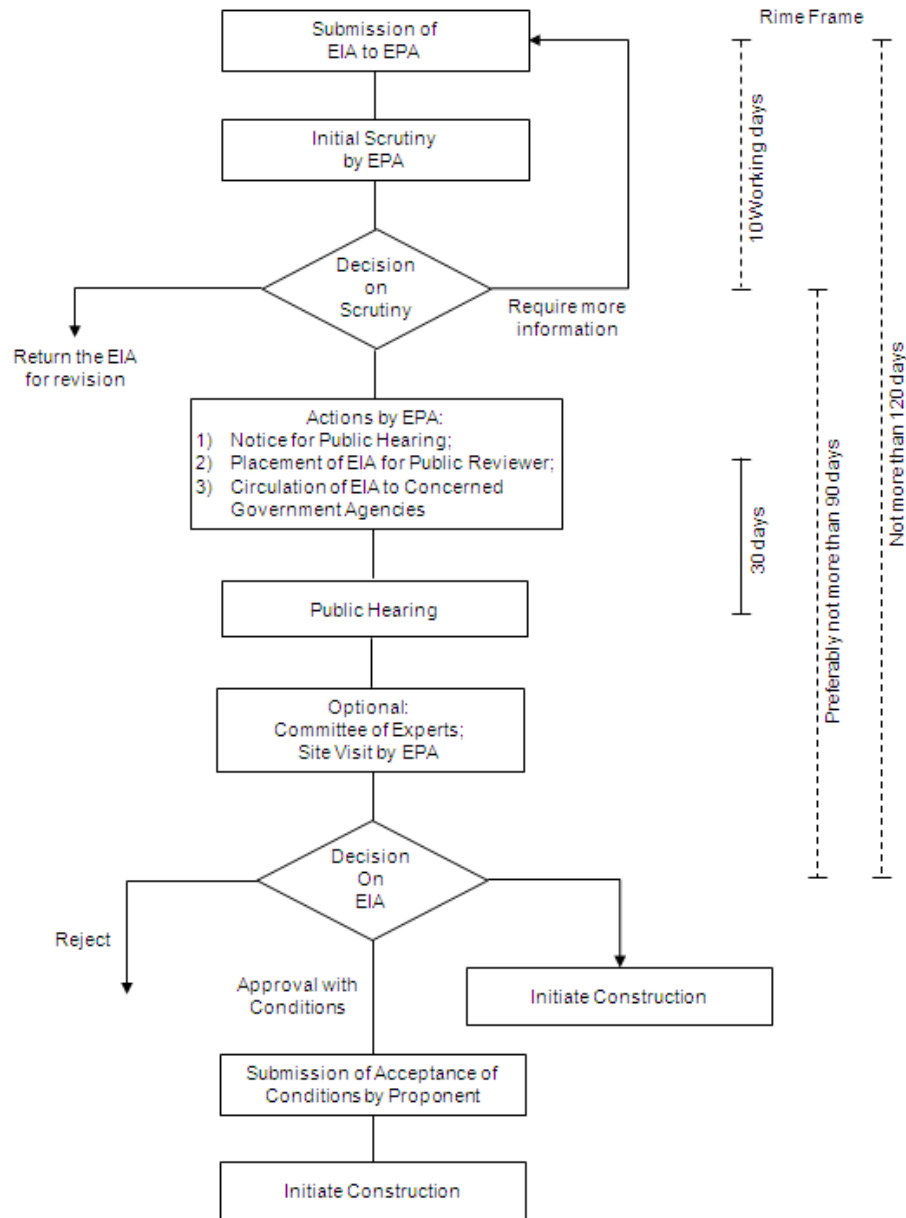 Rime Frame
Submission of
EIA to EPA
Initial Scrutiny
by EPA
10 Working days
Decision
on
Scrutiny
Require more
information
Return the EIA
for revision
Actions by EPA:
1) Notice for Public Hearing;
2) Placement of EIA for Public Reviewer;
3) Circulation of EIA to Concerned
Government Agencies
30 days
Preferably not more than 90 days
Not more than 120 days
Public Hearing
Optional:
Committee of Experts;
Site Visit by EPA
Decision
On
EIA
Reject
Approval with
Conditions
Initiate Construction
Submission of Acceptance of
Conditions by Proponent
Initiate Construction